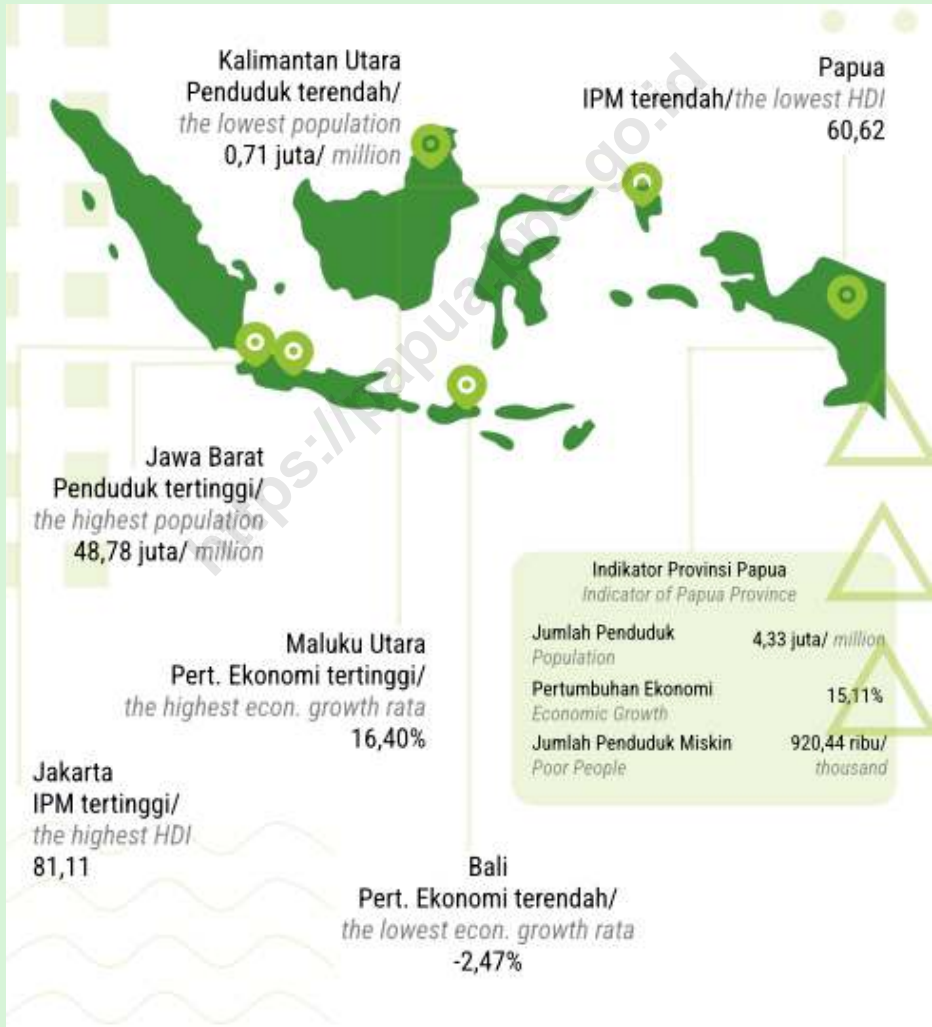 Kalimantan Utara
Penduduk terendah/
the lowest population
0,71 juta/ million
Papua
IPM terendah/the lowest HDI
60,62
https://papua.bps.go.id
Jawa Barat
Penduduk tertinggi/
the highest population
48,78 juta/ million
Indikator Provinsi Papua
Indicator of Papua Province
Jumlah Penduduk 4,33 juta/ million
Population
Pertumbuhan Ekonomi 15,11%
Economic Growth
Jumlah Penduduk Miskin 920,44 ribu/
Poor People thousand
Maluku Utara
Pert. Ekonomi tertinggi/
the highest econ. growth rata
16,40%
Jakarta
IPM tertinggi/
the highest HDI
81,11
Bali
Pert. Ekonomi terendah/
the lowest econ. growth rata
-2,47%